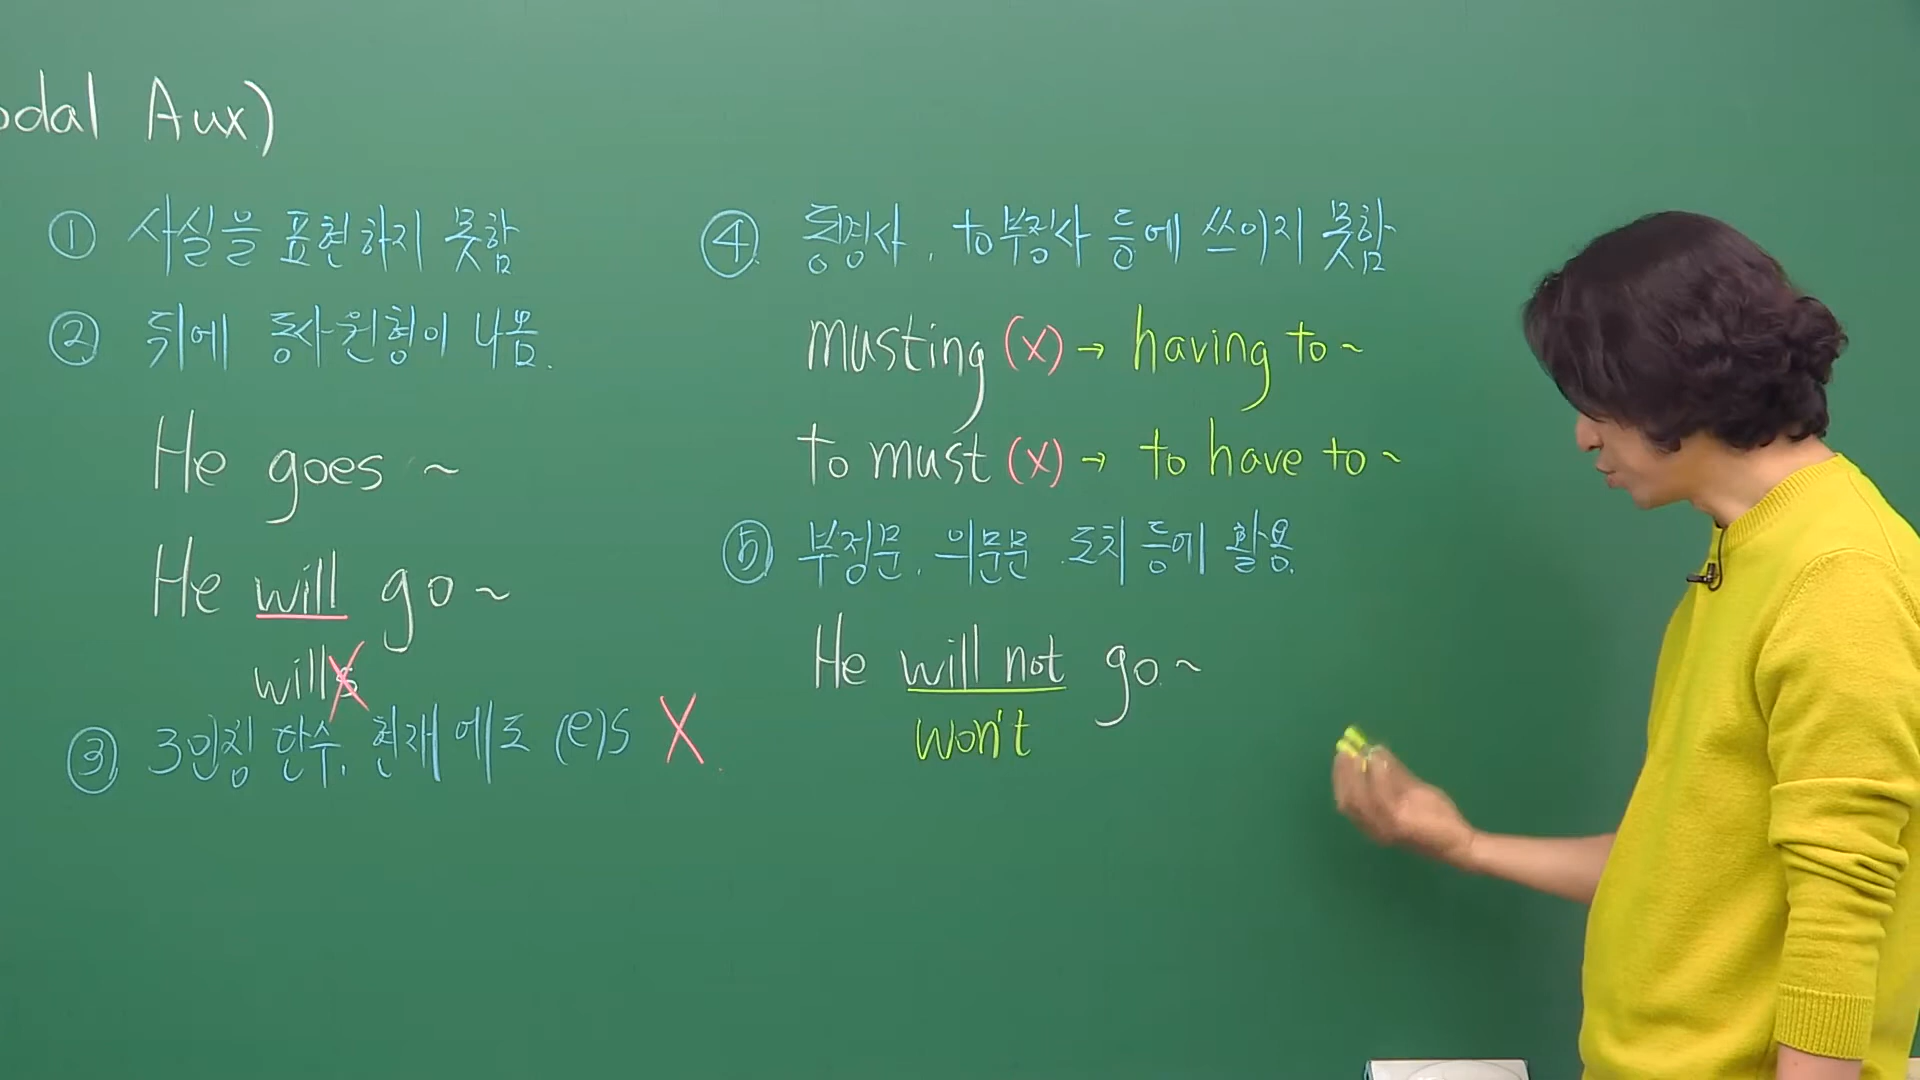 odal Aux)
① 사실을 표현하지 못함
② 뒤에 동사원형이 나옴.
He goes ~
He will go ~
wills
③ 3인칭 단수, 현재에도 (e)s X.
④ 동명사, to부정사 등에 쓰이지 못함
musting (x) → having to ~
to must (x) → to have to ~
⑤ 부정문, 의문문, 도치 등에 활용.
He will not go ~
won't